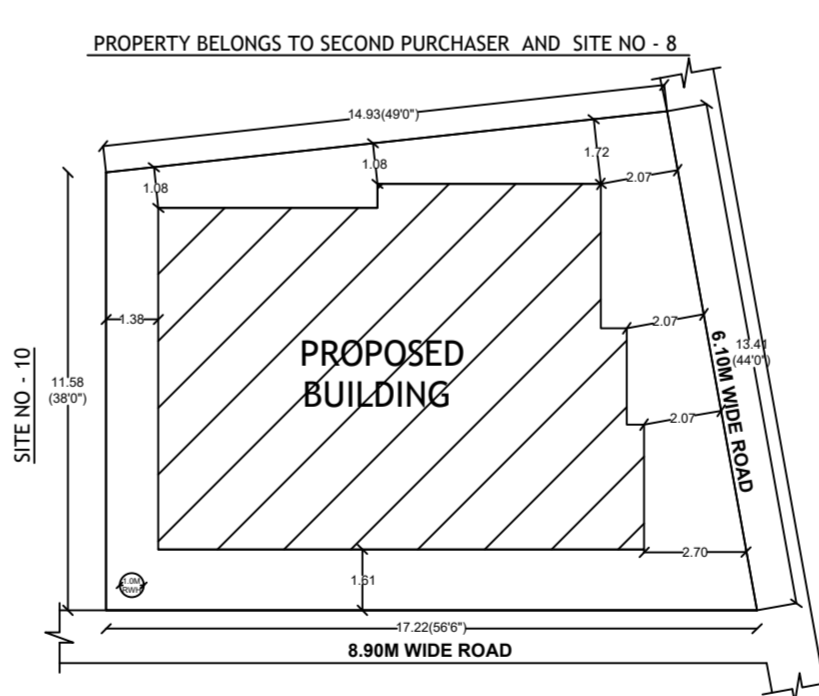 PROPERTY BELONGS TO SECOND PURCHASER AND SITE NO - 8
14.93(49'0")
1.08
1.08
1.72
2.07
1.38
2.07
PROPOSED
BUILDING
SITE NO - 10
11.58
(38'0")
6.10M WIDE ROAD
13.41
(44'0")
2.07
2.70
1.61
1.0M
RWH
17.22(56'6")
8.90M WIDE ROAD